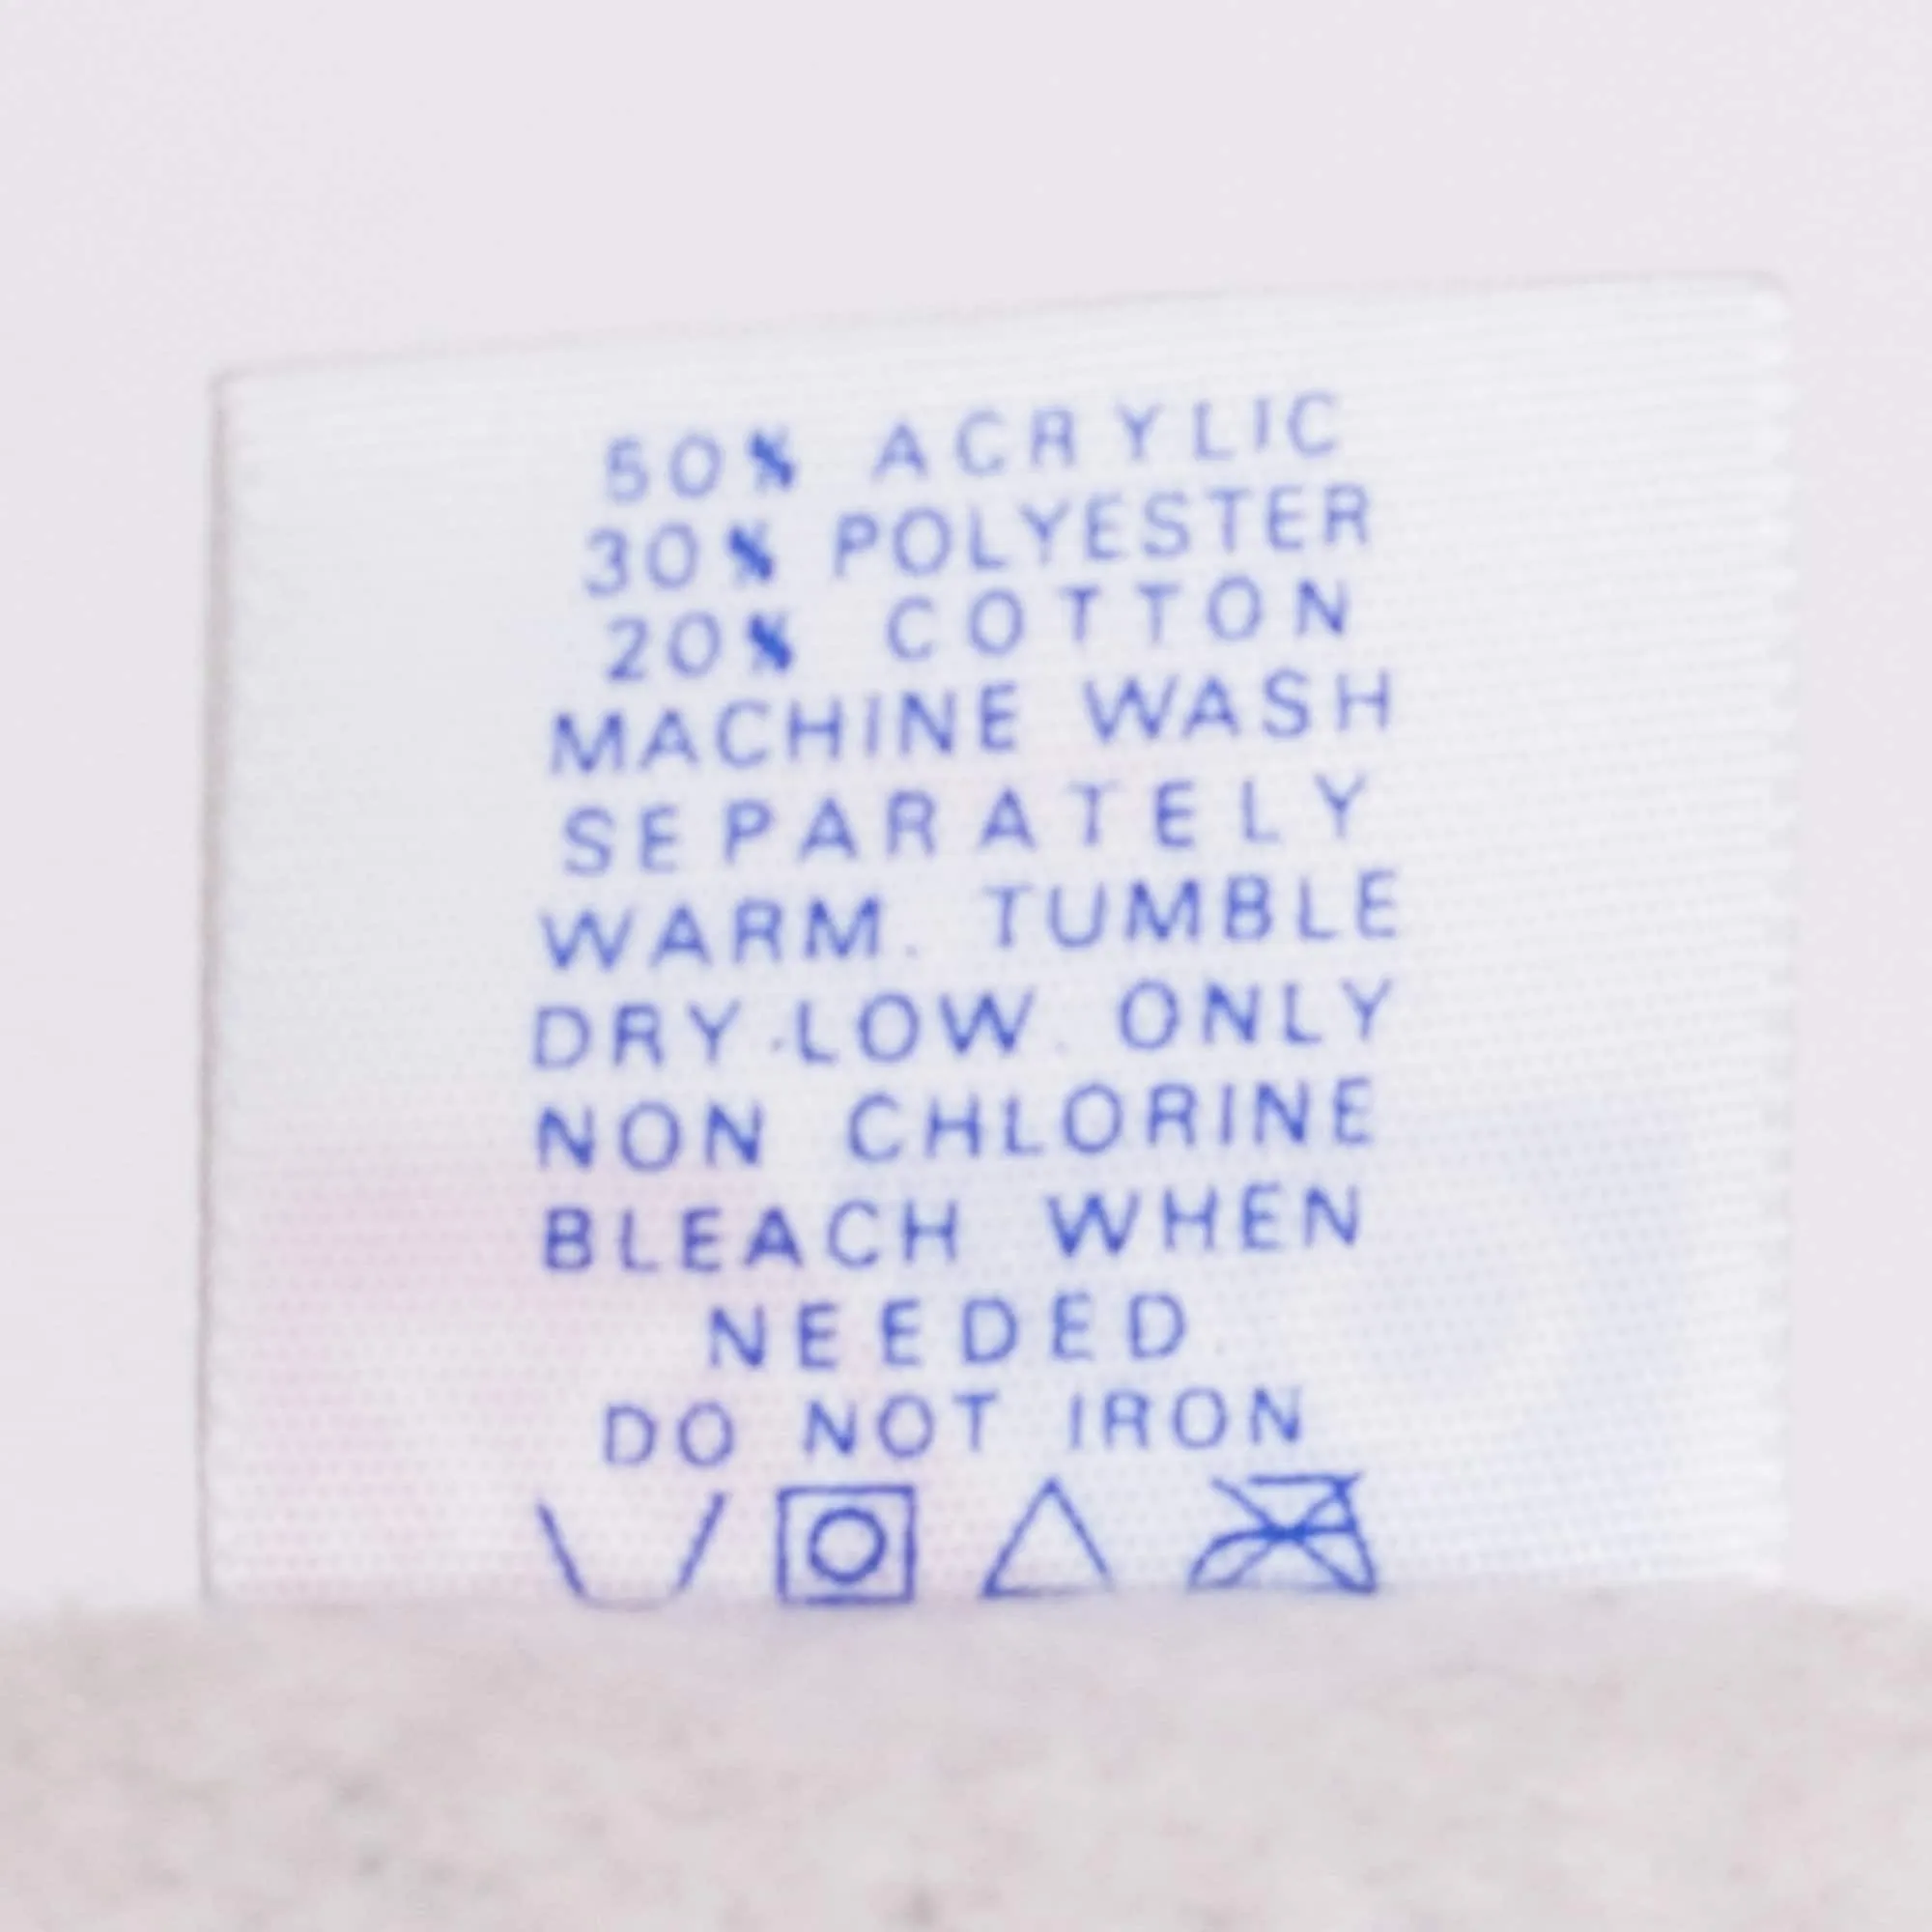 50% ACRYLIC
30% POLYESTER
20% COTTON
MACHINE WASH
SEPARATELY
WARM. TUMBLE
DRY LOW. ONLY
NON CHLORINE
BLEACH WHEN
NEEDED.
DO NOT IRON